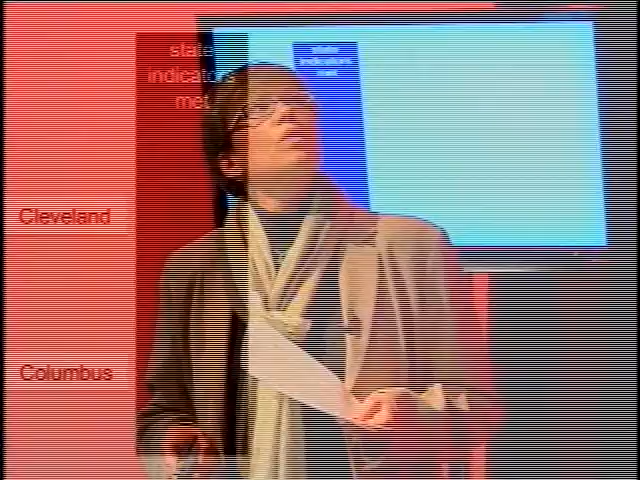 state
indicators
met
state
indicators
met
Cleveland
Columbus